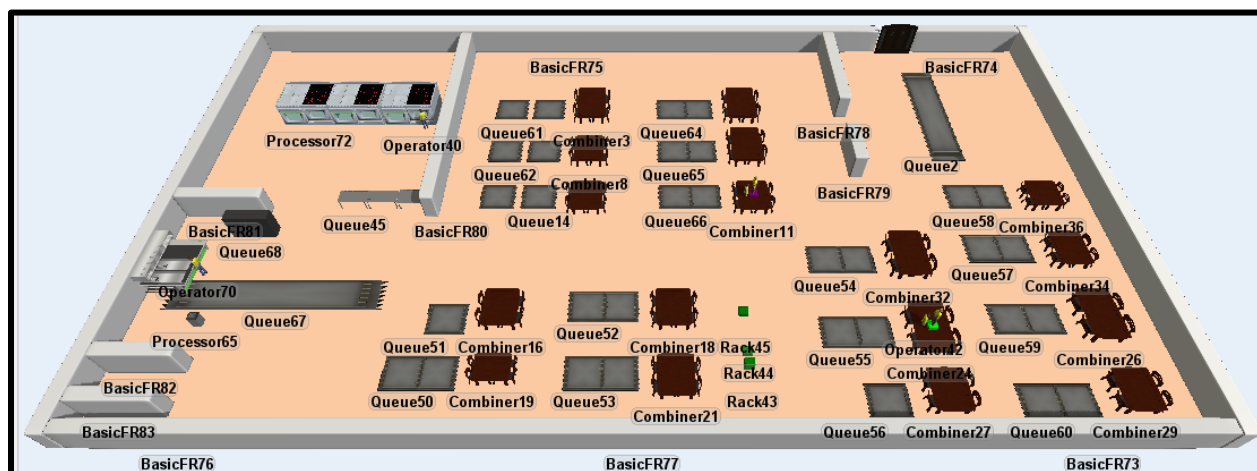 BasicFR75
BasicFR74
Queue61
Combiner3
Queue64
Processor72
Operator40
BasicFR78
Queue62
Combiner8
Queue65
Queue2
BasicFR79
BasicFR81
Queue68
Queue45
BasicFR80
Queue14
Queue66
Combiner11
Queue58
Combiner36
Operator70
Queue67
Queue54
Combiner32
Queue57
Combiner34
Processor65
Queue51
Combiner16
Queue52
Combiner18
Rack45
Queue55
Operator42
Combiner24
Queue59
Combiner26
BasicFR82
Queue50
Combiner19
Queue53
Combiner21
Rack44
Rack43
BasicFR83
Queue56
Combiner27
Queue60
Combiner29
BasicFR76
BasicFR77
BasicFR73